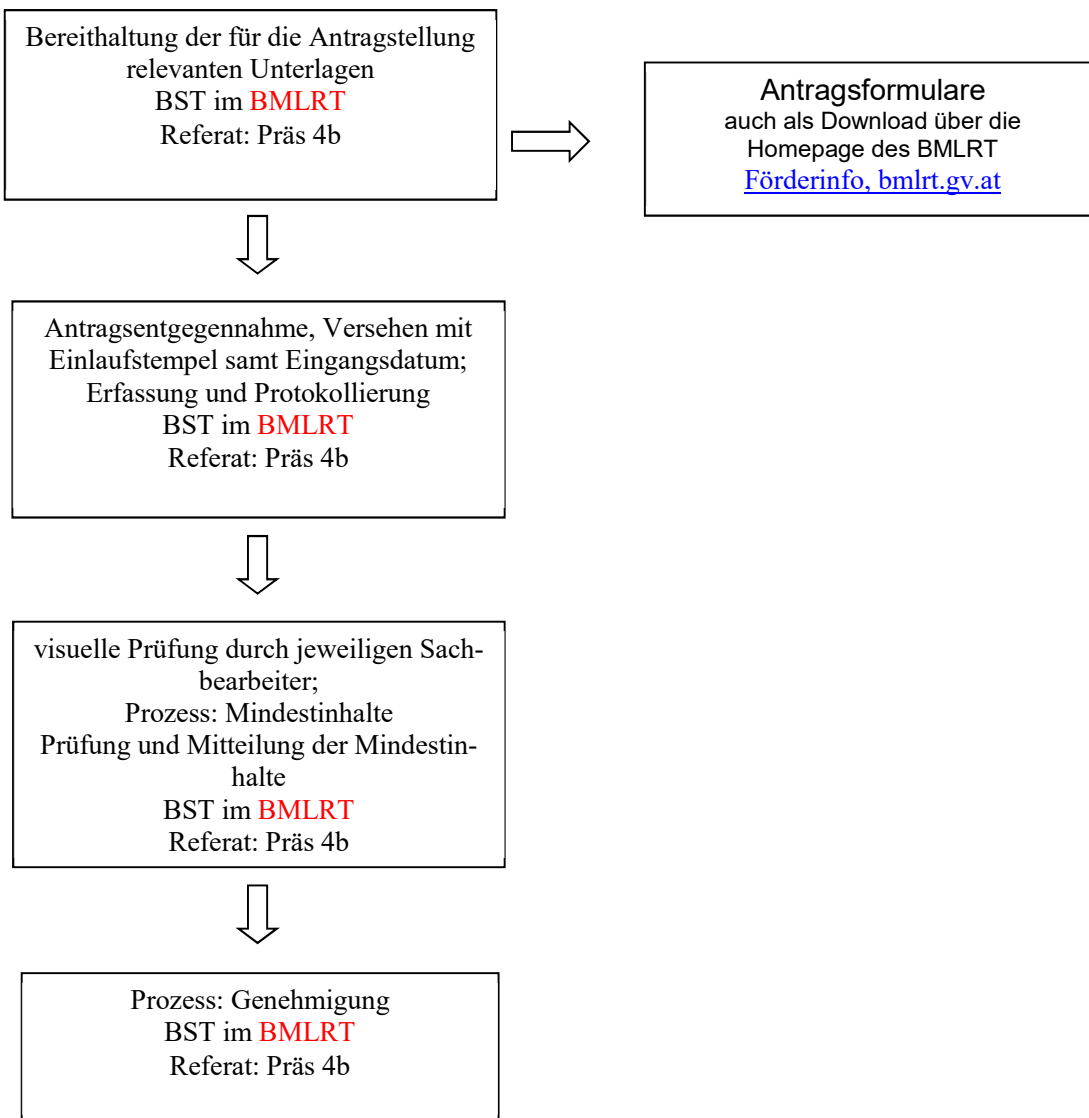 Bereithaltung der für die Antragstellung
relevanten Unterlagen
BST im BMLRT
Referat: Präs 4b
Antragsformulare
auch als Download über die
Homepage des BMLRT
Förderinfo, bmlrt.gv.at
Antragsentgegennahme, Versehen mit
Einlaufstempel samt Eingangsdatum;
Erfassung und Protokollierung
BST im BMLRT
Referat: Präs 4b
visuelle Prüfung durch jeweiligen Sach-
bearbeiter;
Prozess: Mindestinhalte
Prüfung und Mitteilung der Mindestin-
halte
BST im BMLRT
Referat: Präs 4b
Prozess: Genehmigung
BST im BMLRT
Referat: Präs 4b